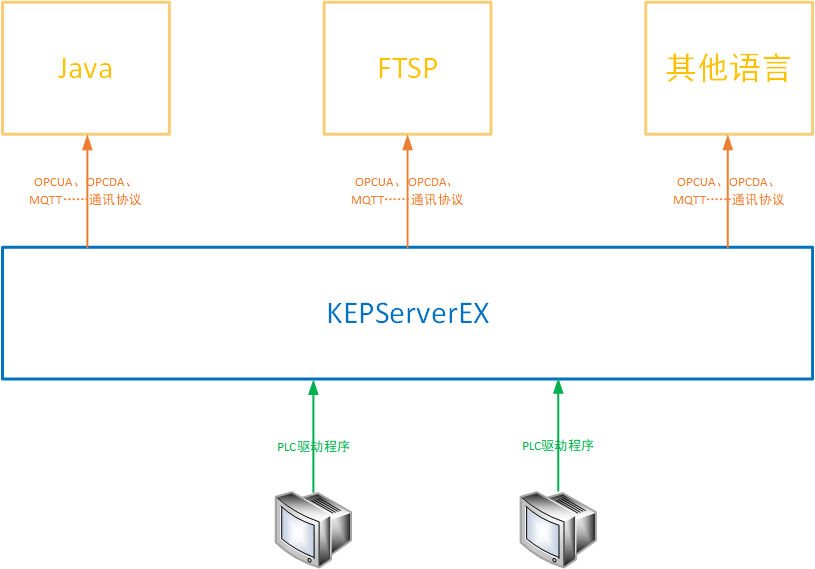 Java
FTSP
其他语言
OPCUA、OPCDA、
MQTT……通讯协议
OPCUA、OPCDA、
MQTT……通讯协议
OPCUA、OPCDA、
MQTT……通讯协议
KEPServerEX
PLC驱动程序
PLC驱动程序